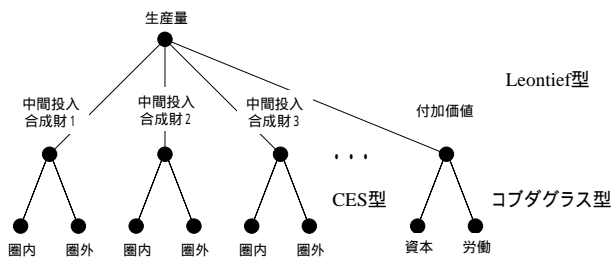 生産量
Leontief型
中間投入
合成財1
中間投入
合成財2
中間投入
合成財3
付加価値
・・・
CES型
コブダグラス型
圏内
圏外
圏内
圏外
圏内
圏外
資本
労働